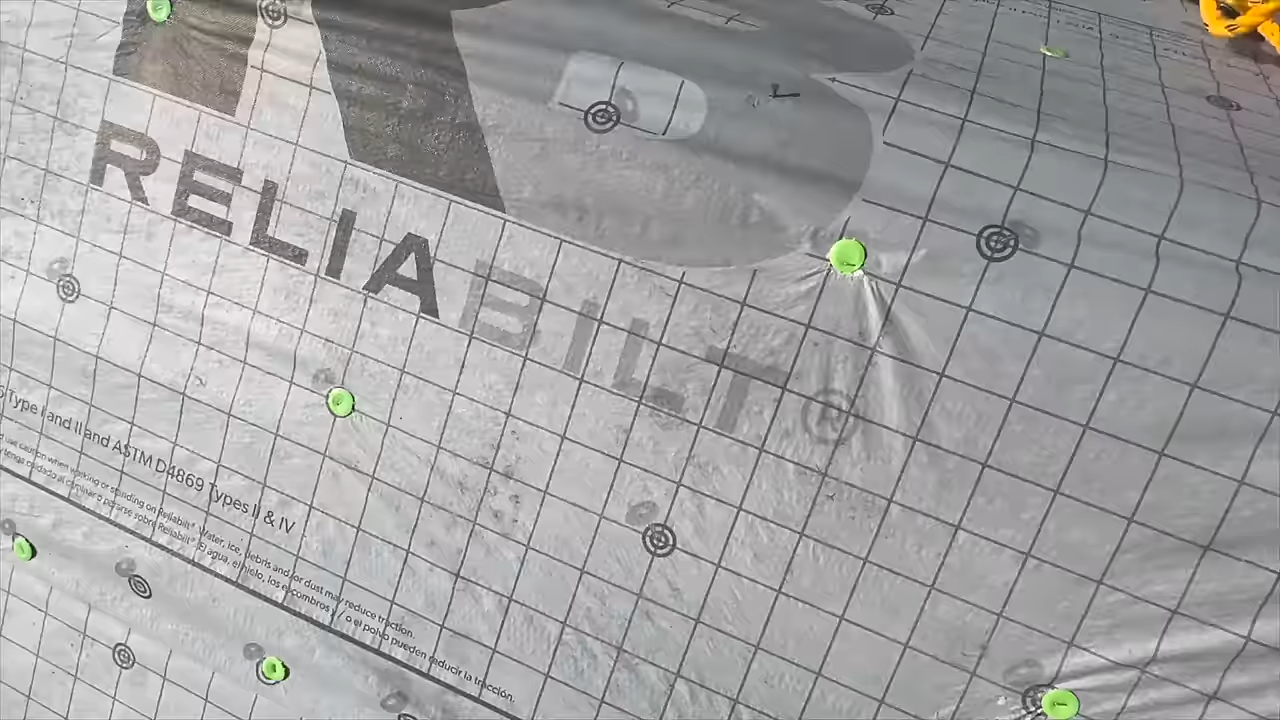 RELIABILT®
Type I and II and ASTM D4869 Types II & IV
use caution when working or standing on Reliabilt® Water, ice, debris and/or dust may reduce traction.
tenga cuidado al caminar o pararse sobre Reliabilt® El agua, el hielo, los escombros y / o el polvo pueden reducir la tracción.